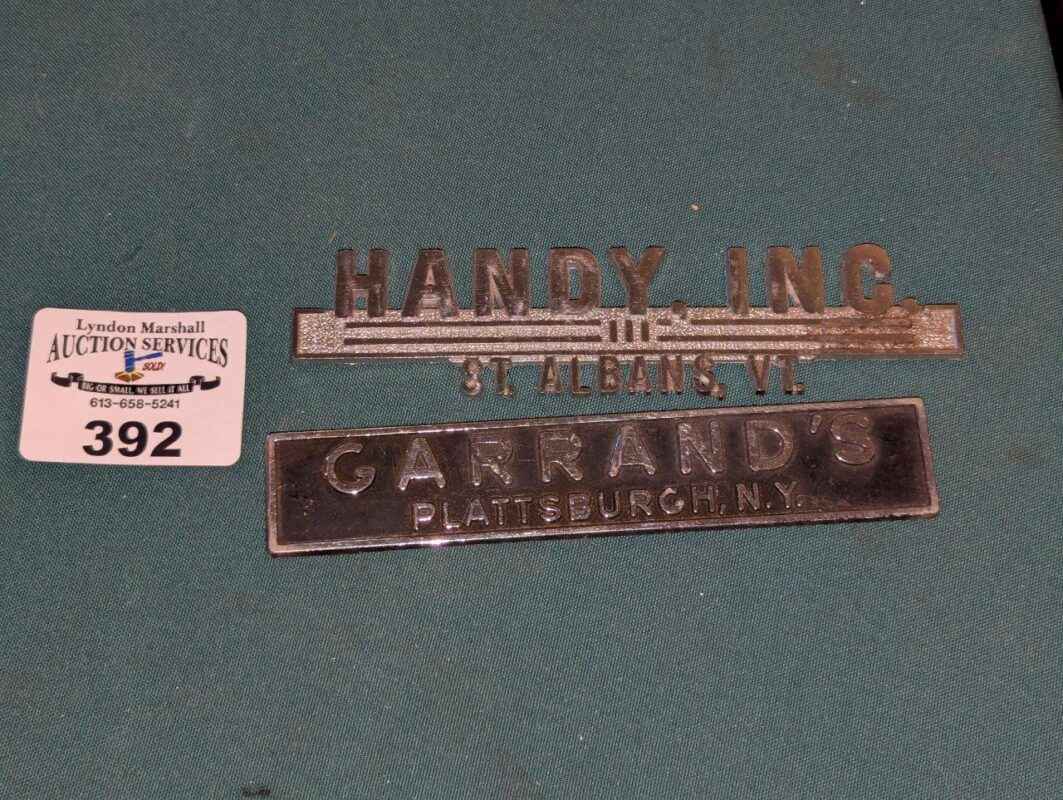 Lyndon Marshall
AUCTION SERVICES
SOLD!
BIG OR SMALL, WE SELL IT ALL
613-658-5241
392
HANDY, INC.
ST. ALBANS, VT.
GARRAND'S
PLATTSBURGH, N.Y.